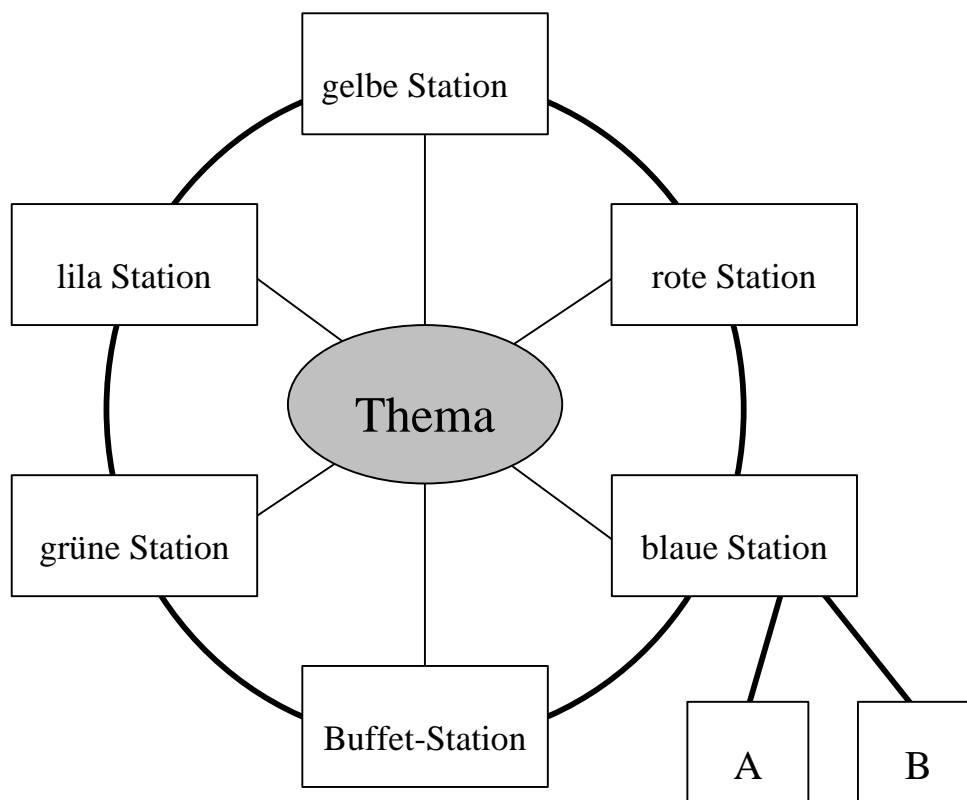 gelbe Station
lila Station
rote Station
Thema
grüne Station
blaue Station
Buffet-Station
A
B